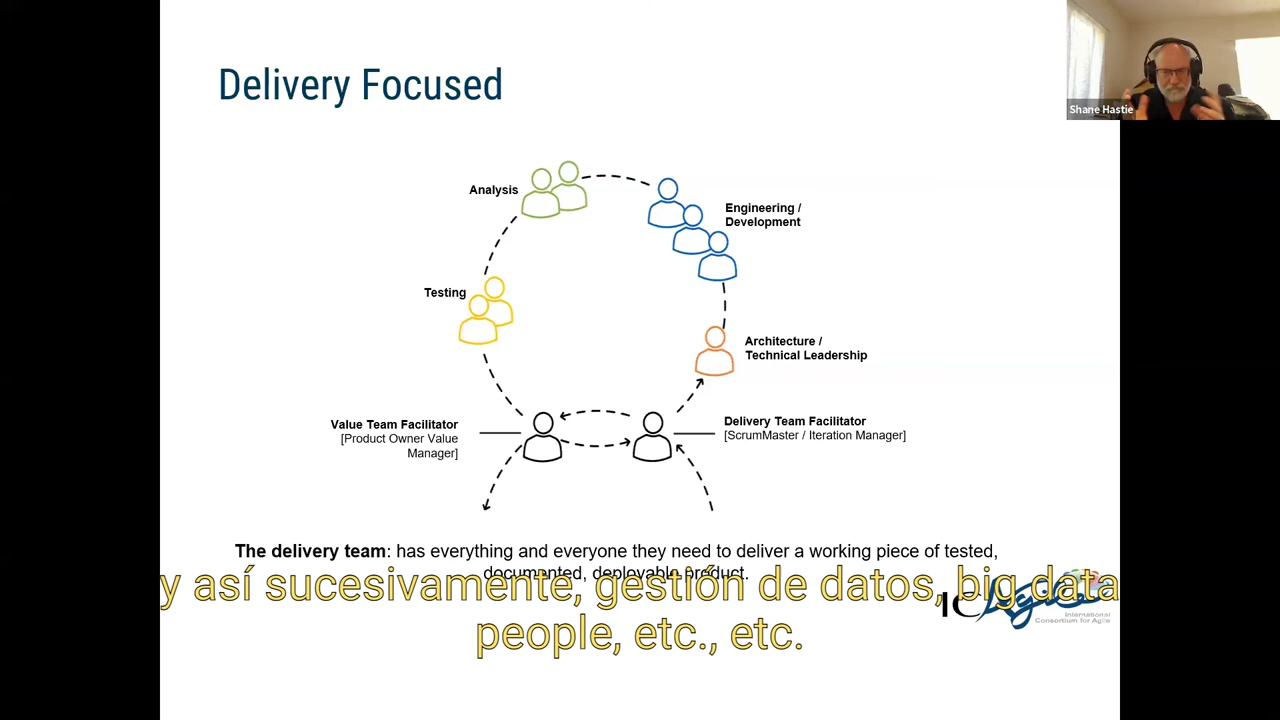 Delivery Focused
Shane Hastie
Analysis
Engineering /
Development
Testing
Architecture /
Technical Leadership
Value Team Facilitator
[Product Owner Value
Manager]
Delivery Team Facilitator
[ScrumMaster / Iteration Manager]
The delivery team: has everything and everyone they need to deliver a working piece of tested,
documented, deployable product.
y así sucesivamente, gestión de datos, big data
people, etc., etc.
ICAgile
International
Consortium for Agile